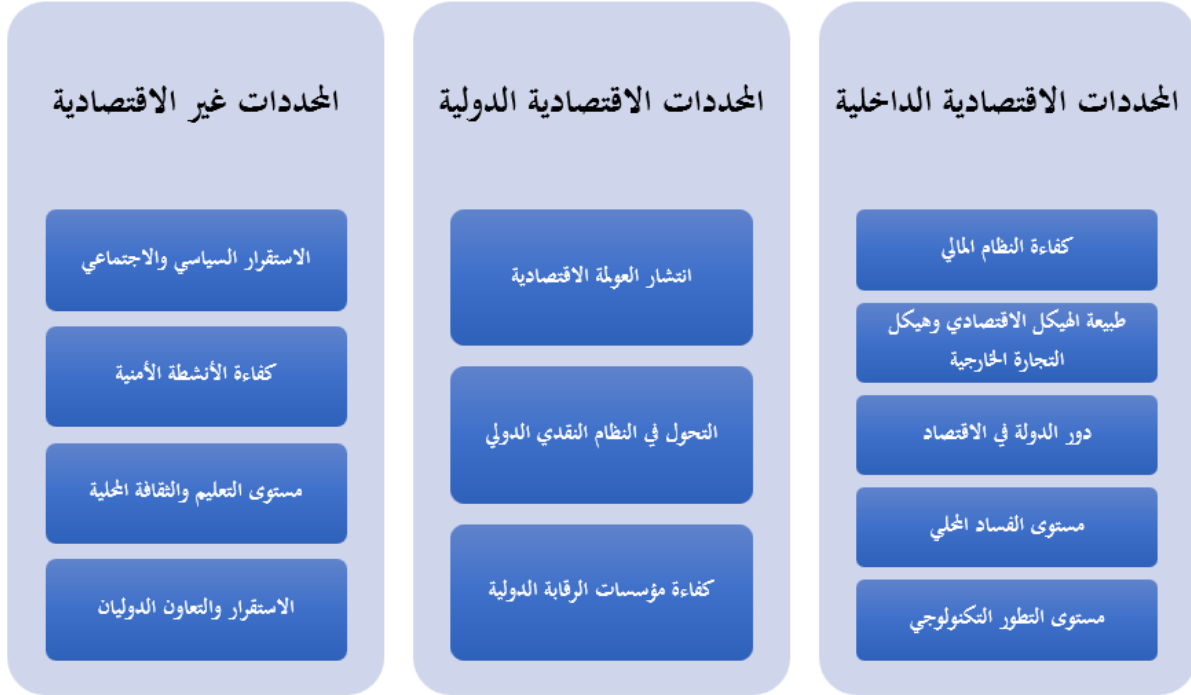 المحددات الاقتصادية الداخلية
كفاءة النظام المالي
طبيعة الهيكل الاقتصادي وهيكل
التجارة الخارجية
دور الدولة في الاقتصاد
مستوى الفساد المحلي
مستوى التطور التكنولوجي
المحددات الاقتصادية الدولية
انتشار العولمة الاقتصادية
التحول في النظام النقدي الدولي
كفاءة مؤسسات الرقابة الدولية
المحددات غير الاقتصادية
الاستقرار السياسي والاجتماعي
كفاءة الأنشطة الأمنية
مستوى التعليم والثقافة المحلية
الاستقرار والتعاون الدوليان